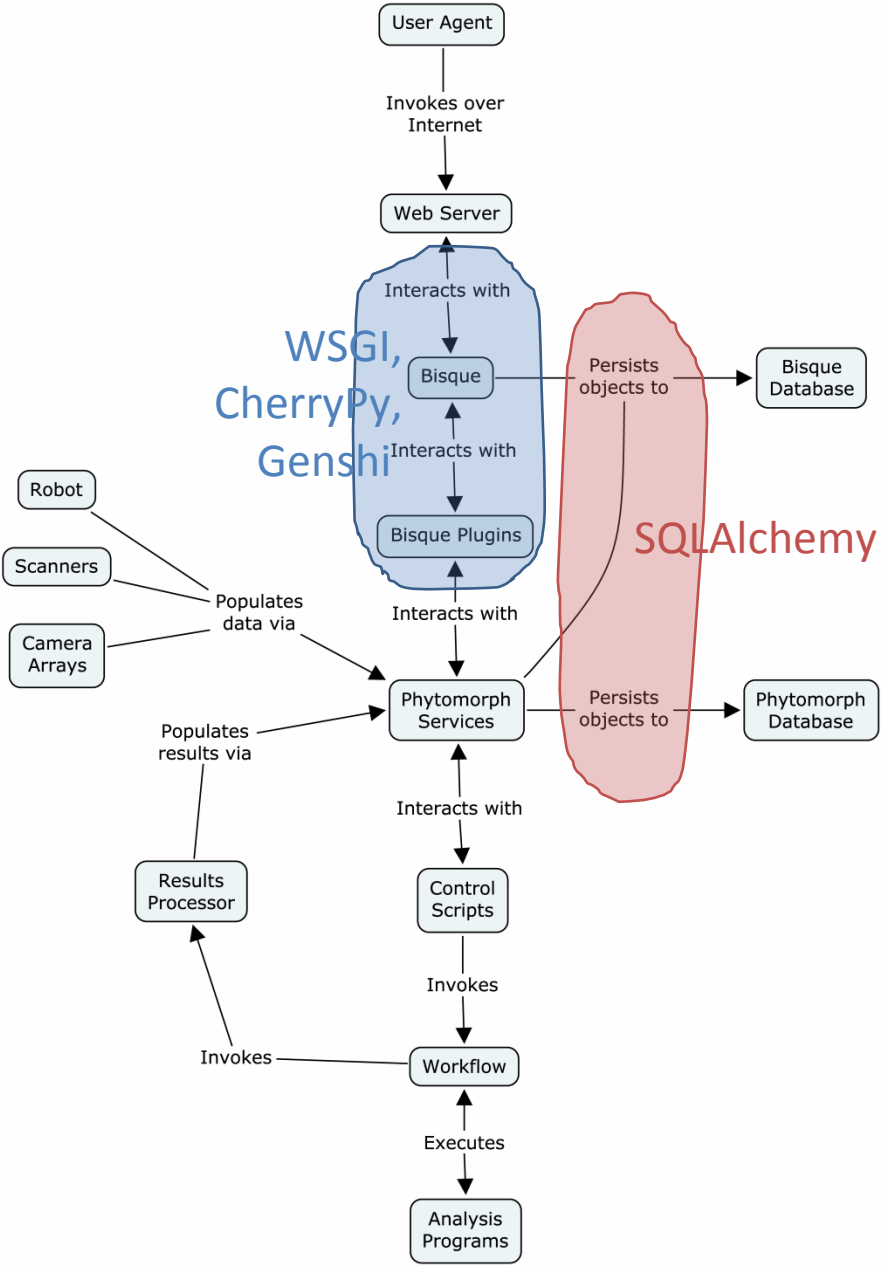 User Agent
Invokes over
Internet
Web Server
Interacts with
WSGI,
CherryPy,
Genshi
Bisque
Persists
objects to
Bisque
Database
Interacts with
Bisque Plugins
SQLAlchemy
Robot
Scanners
Camera
Arrays
Populates
data via
Interacts with
Phytomorph
Services
Persists
objects to
Phytomorph
Database
Populates
results via
Interacts with
Results
Processor
Control
Scripts
Invokes
Invokes
Workflow
Executes
Analysis
Programs